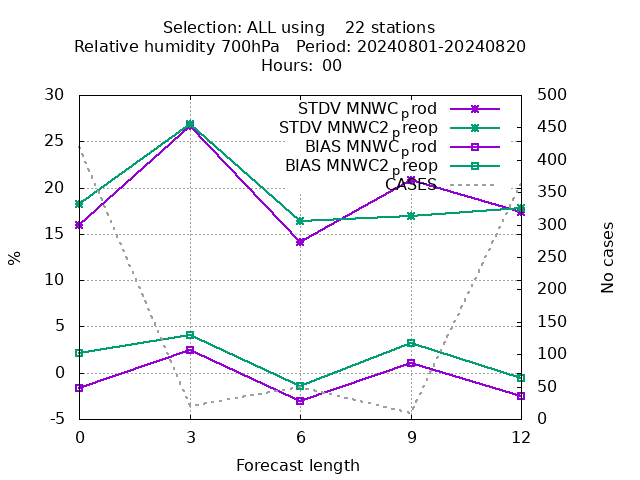 Selection: ALL using 22 stations
Relative humidity 700hPa Period: 20240801-20240820
Hours: 00
30
25
20
15
10
5
0
-5
500
450
400
350
300
250
200
150
100
50
0
STDV MNWC_prod
STDV MNWC2_preop
BIAS MNWC_prod
BIAS MNWC2_preop
CASES
%
No cases
0 3 6 9 12
Forecast length